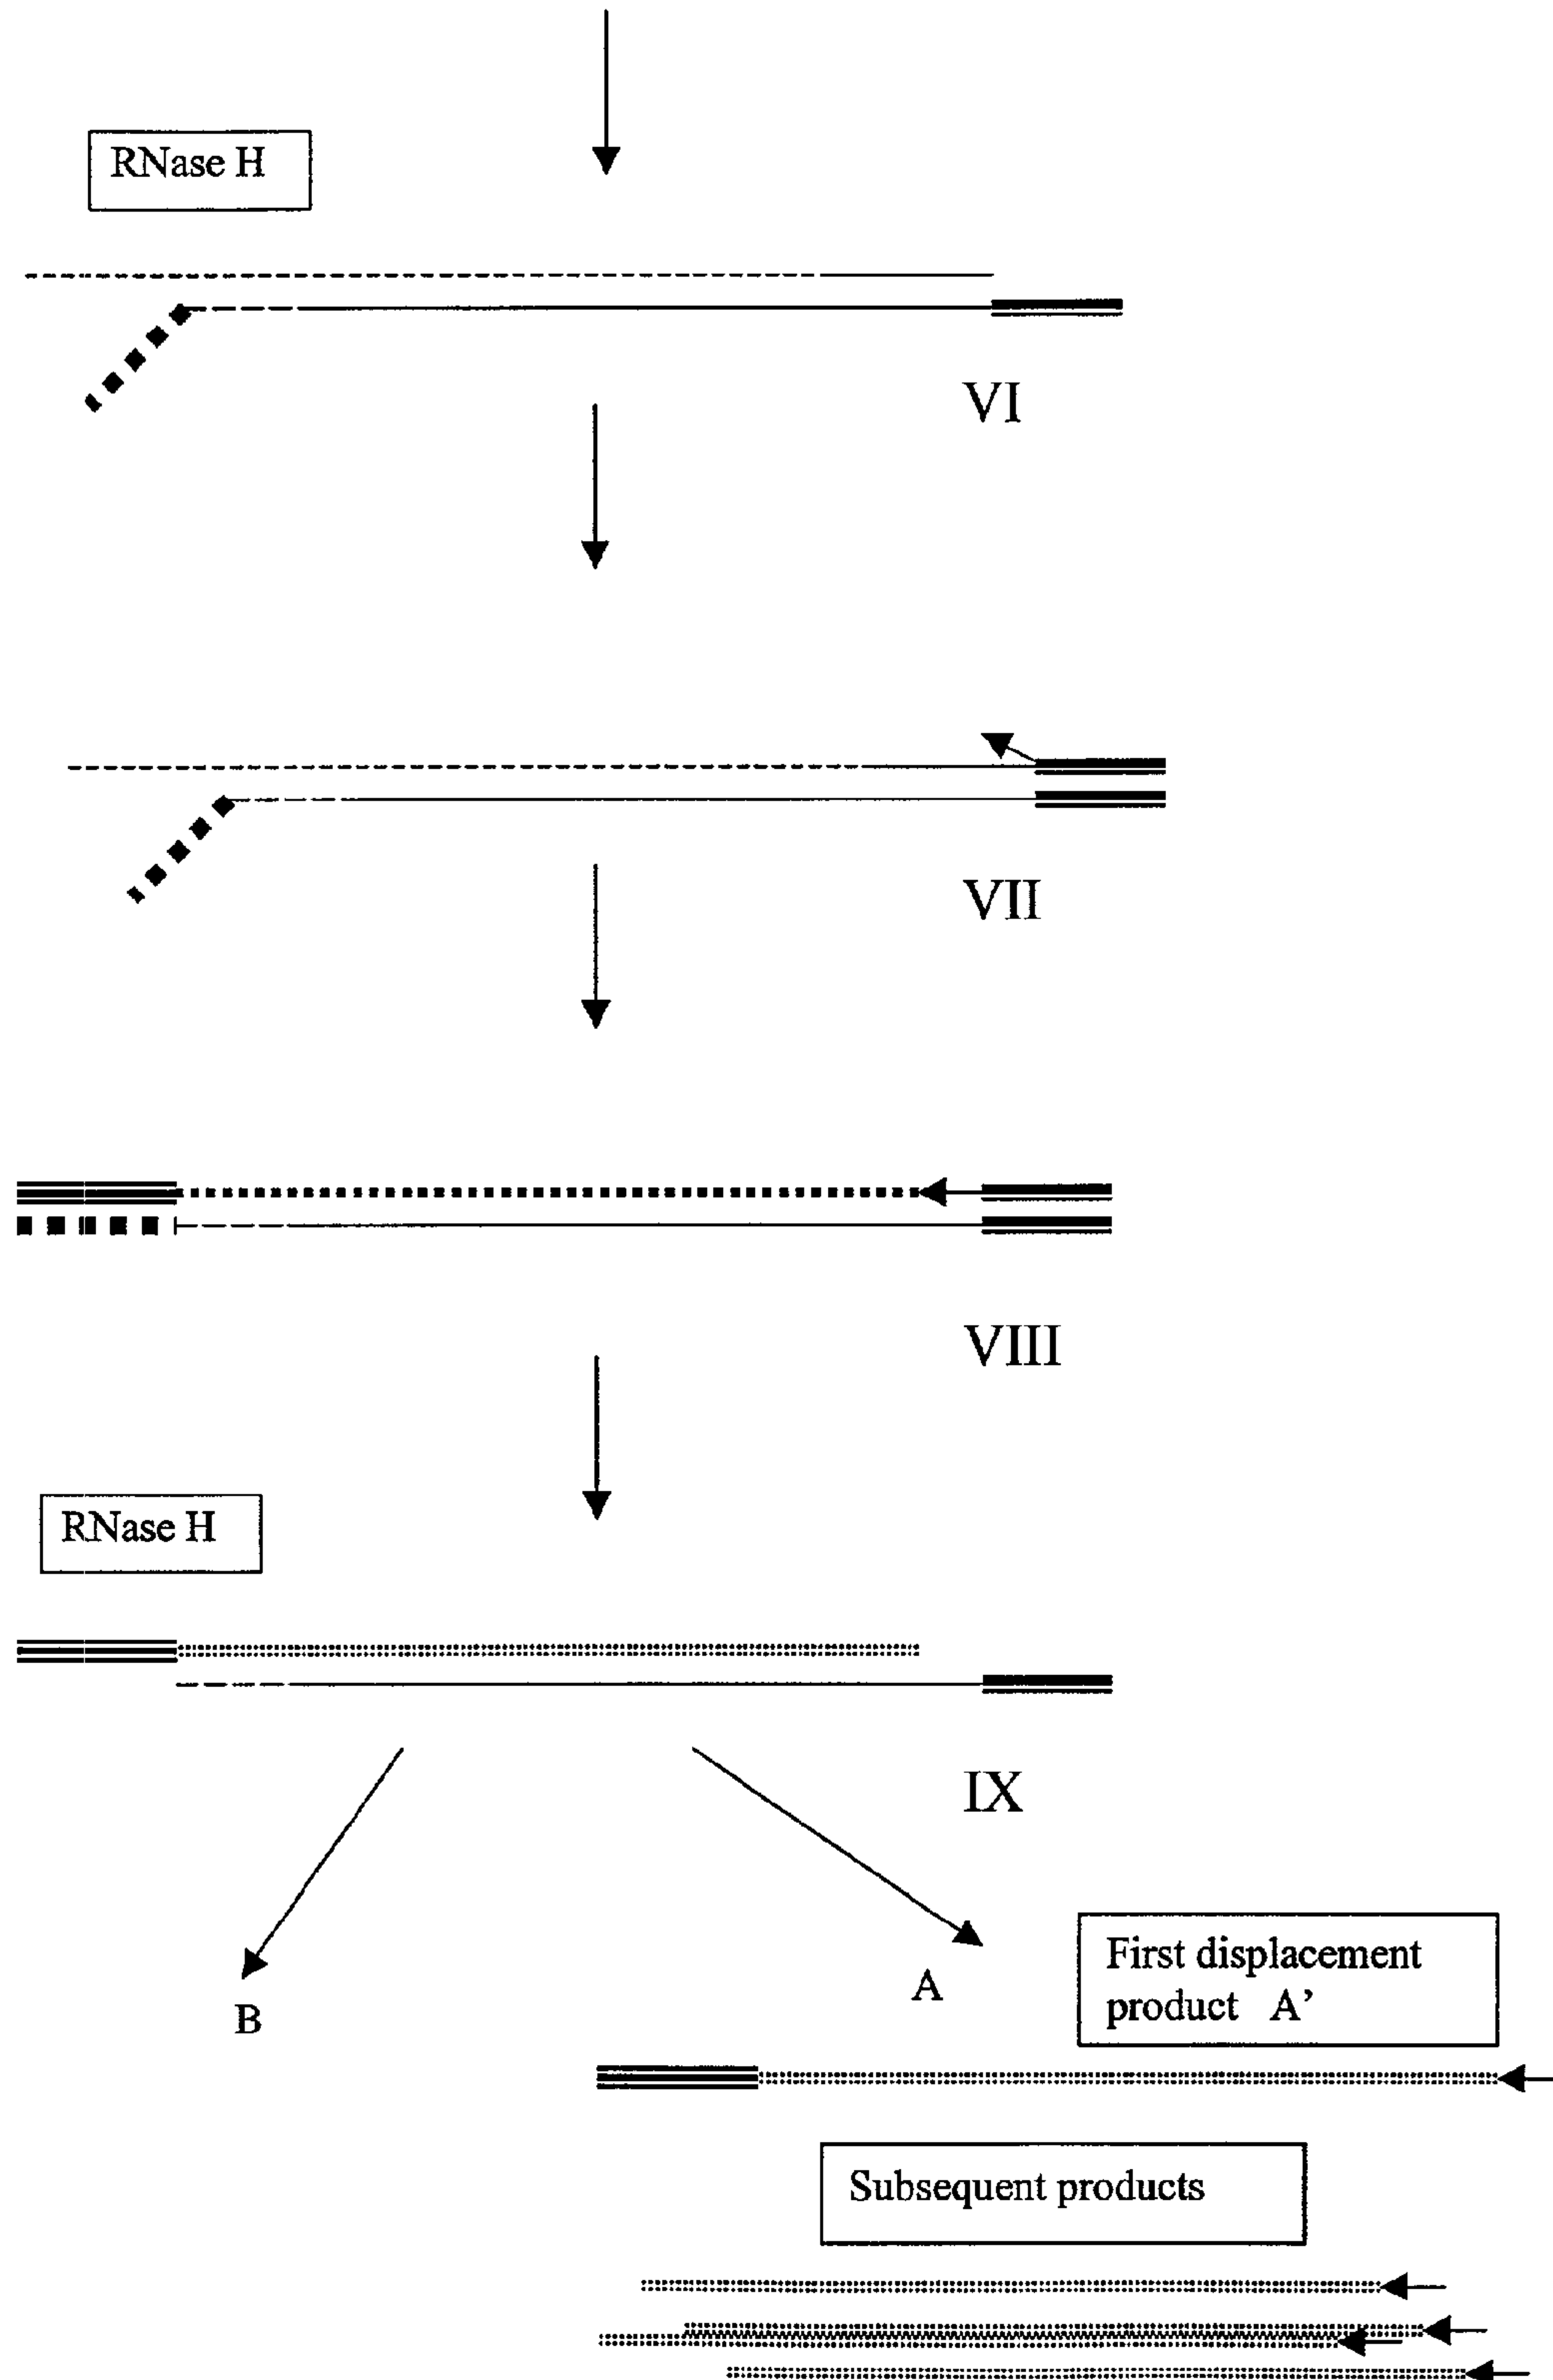 RNase H
VI
VII
VIII
RNase H
IX
B
A
First displacement
product A’
Subsequent products